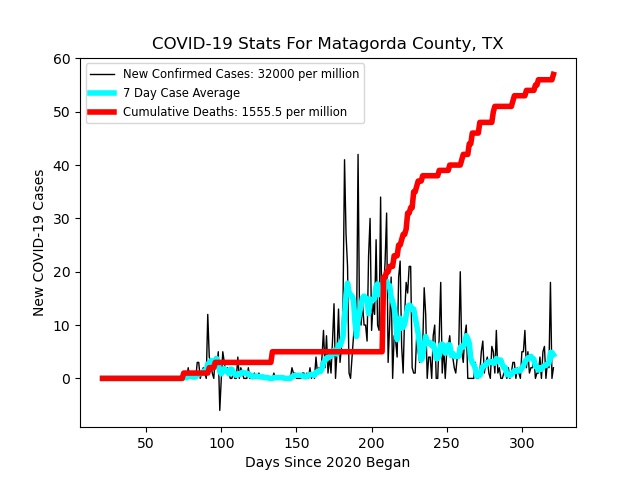 COVID-19 Stats For Matagorda County, TX
New Confirmed Cases: 32000 per million
7 Day Case Average
Cumulative Deaths: 1555.5 per million
New COVID-19 Cases
60
50
40
30
20
10
0
50
100
150
200
250
300
Days Since 2020 Began